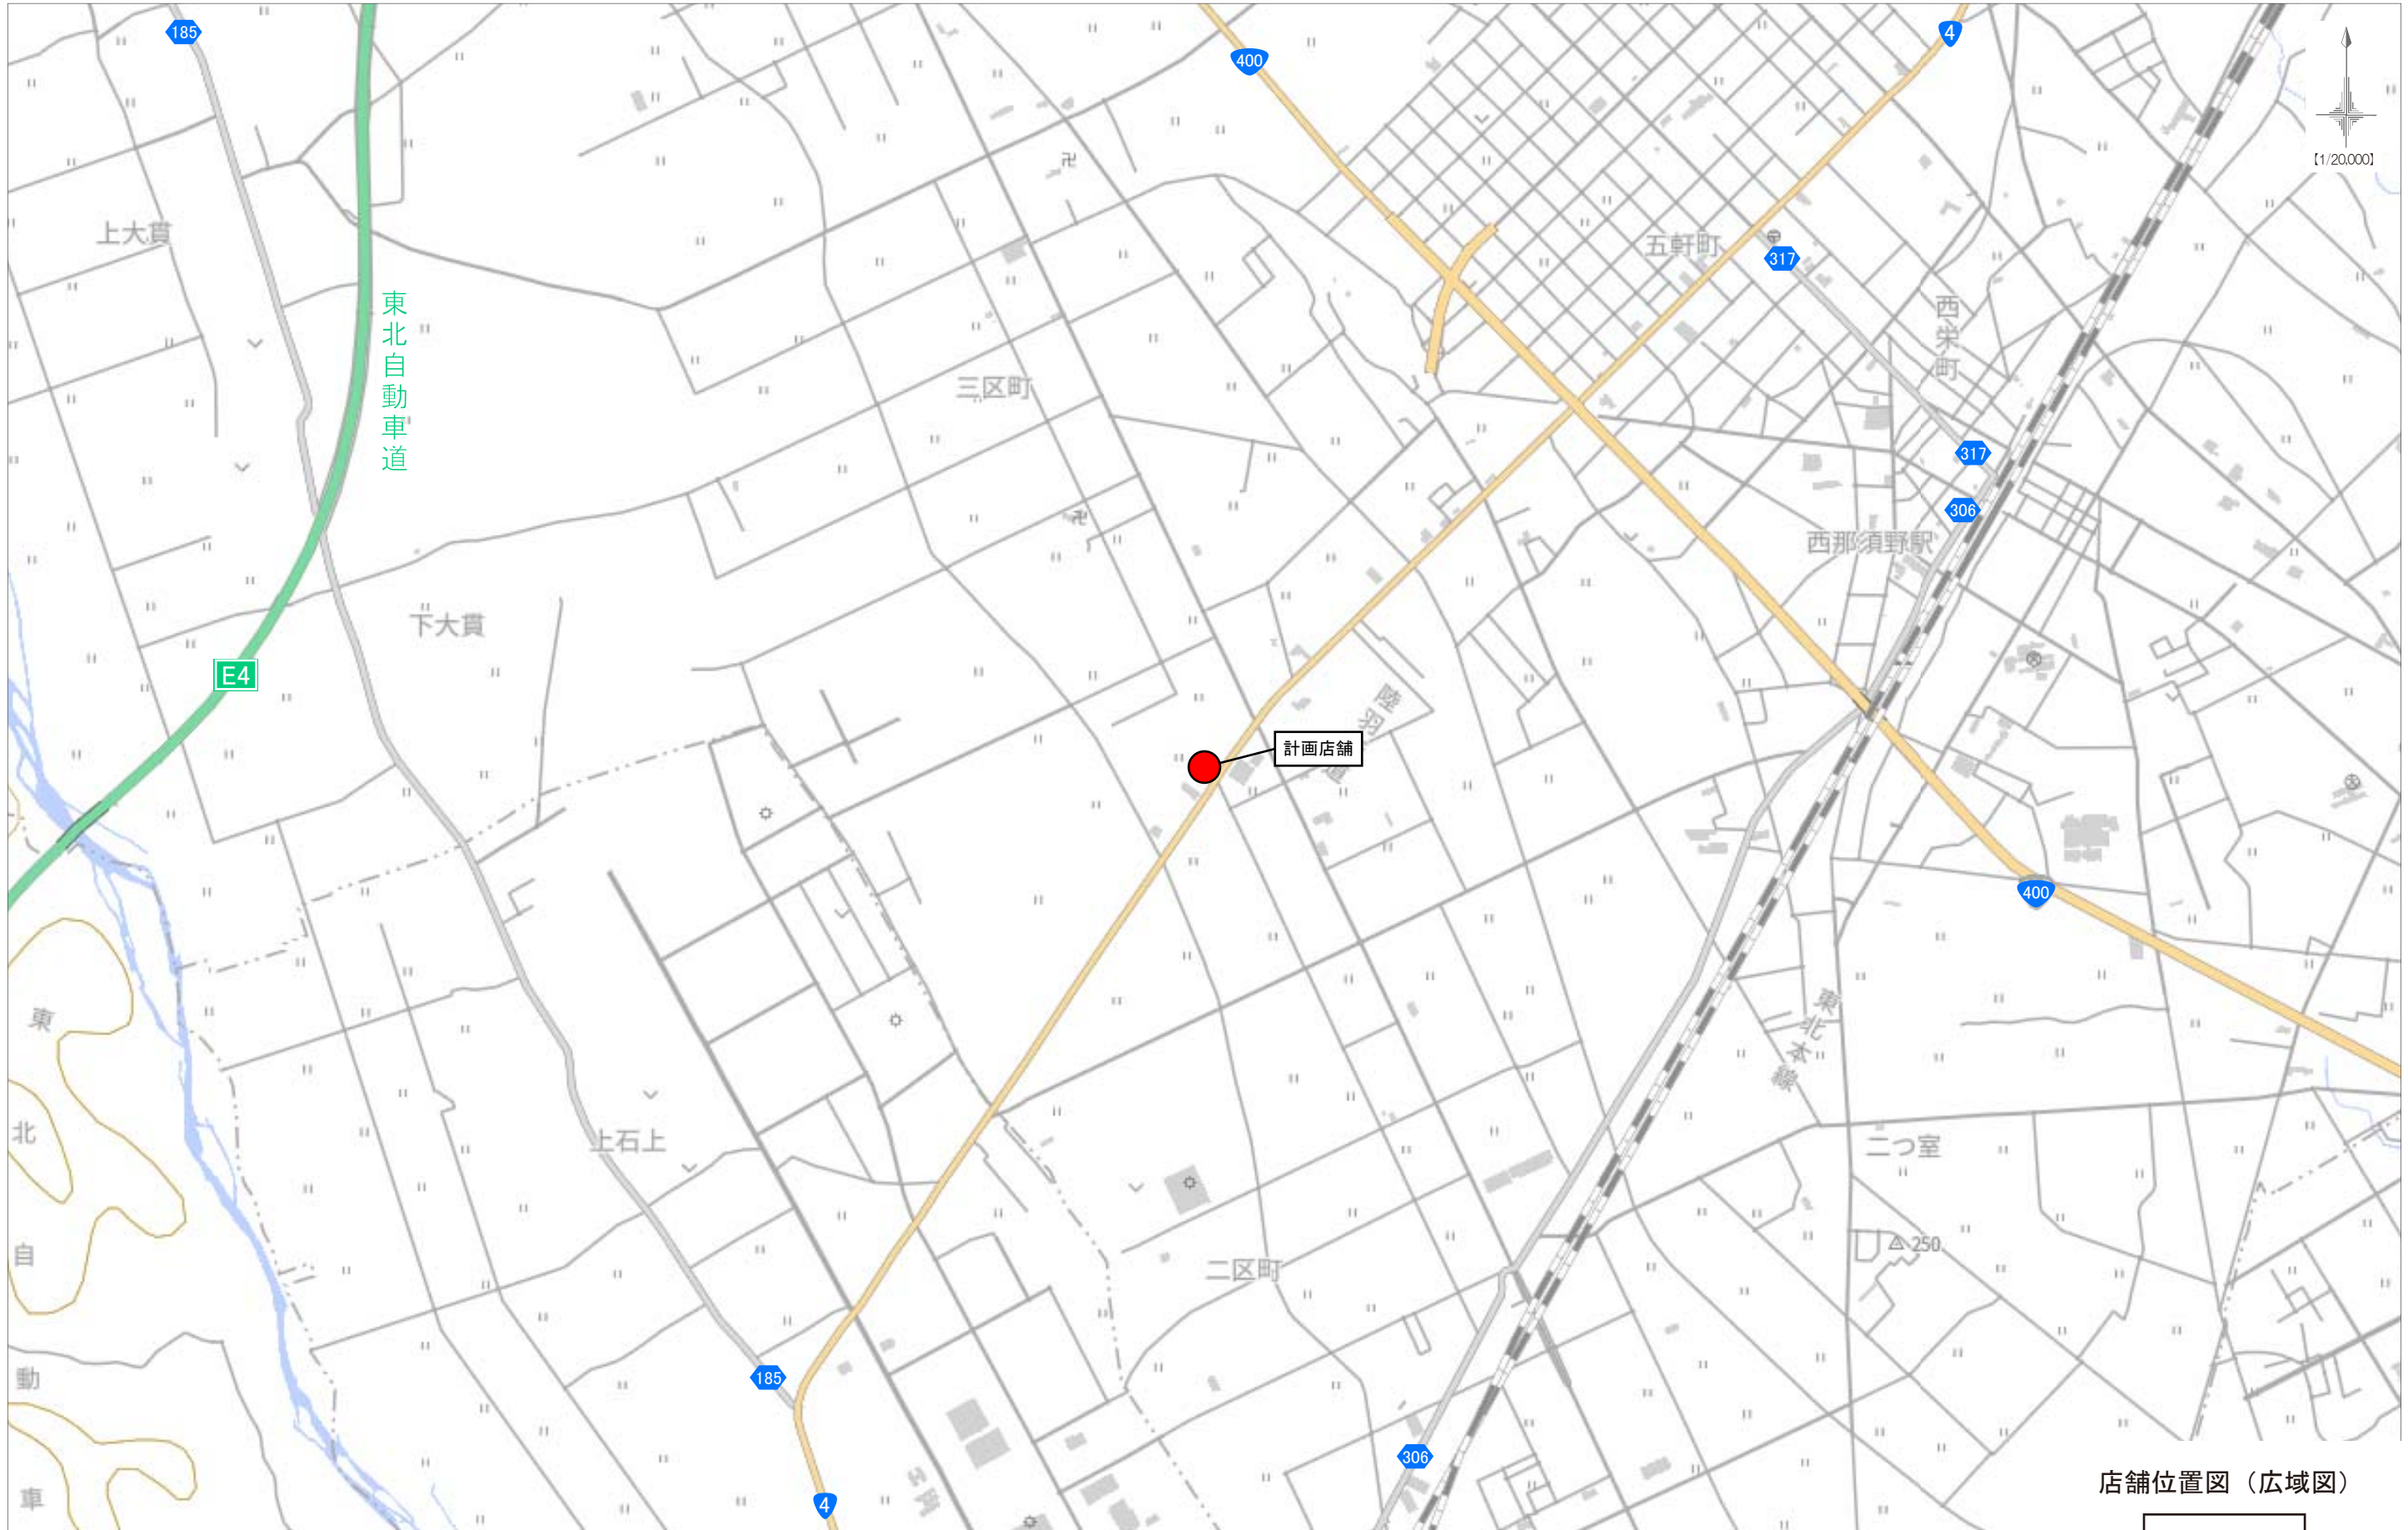 185
400
4
【1/20,000】
上大貫
五軒町
317
東北自動車道
西栄町
三区町
317
306
西那須野駅
下大貫
E4
陸羽
道
計画店舗
400
東北本線
東北自動車
上石上
二つ室
250
二区町
185
306
4
店舗位置図（広域図）